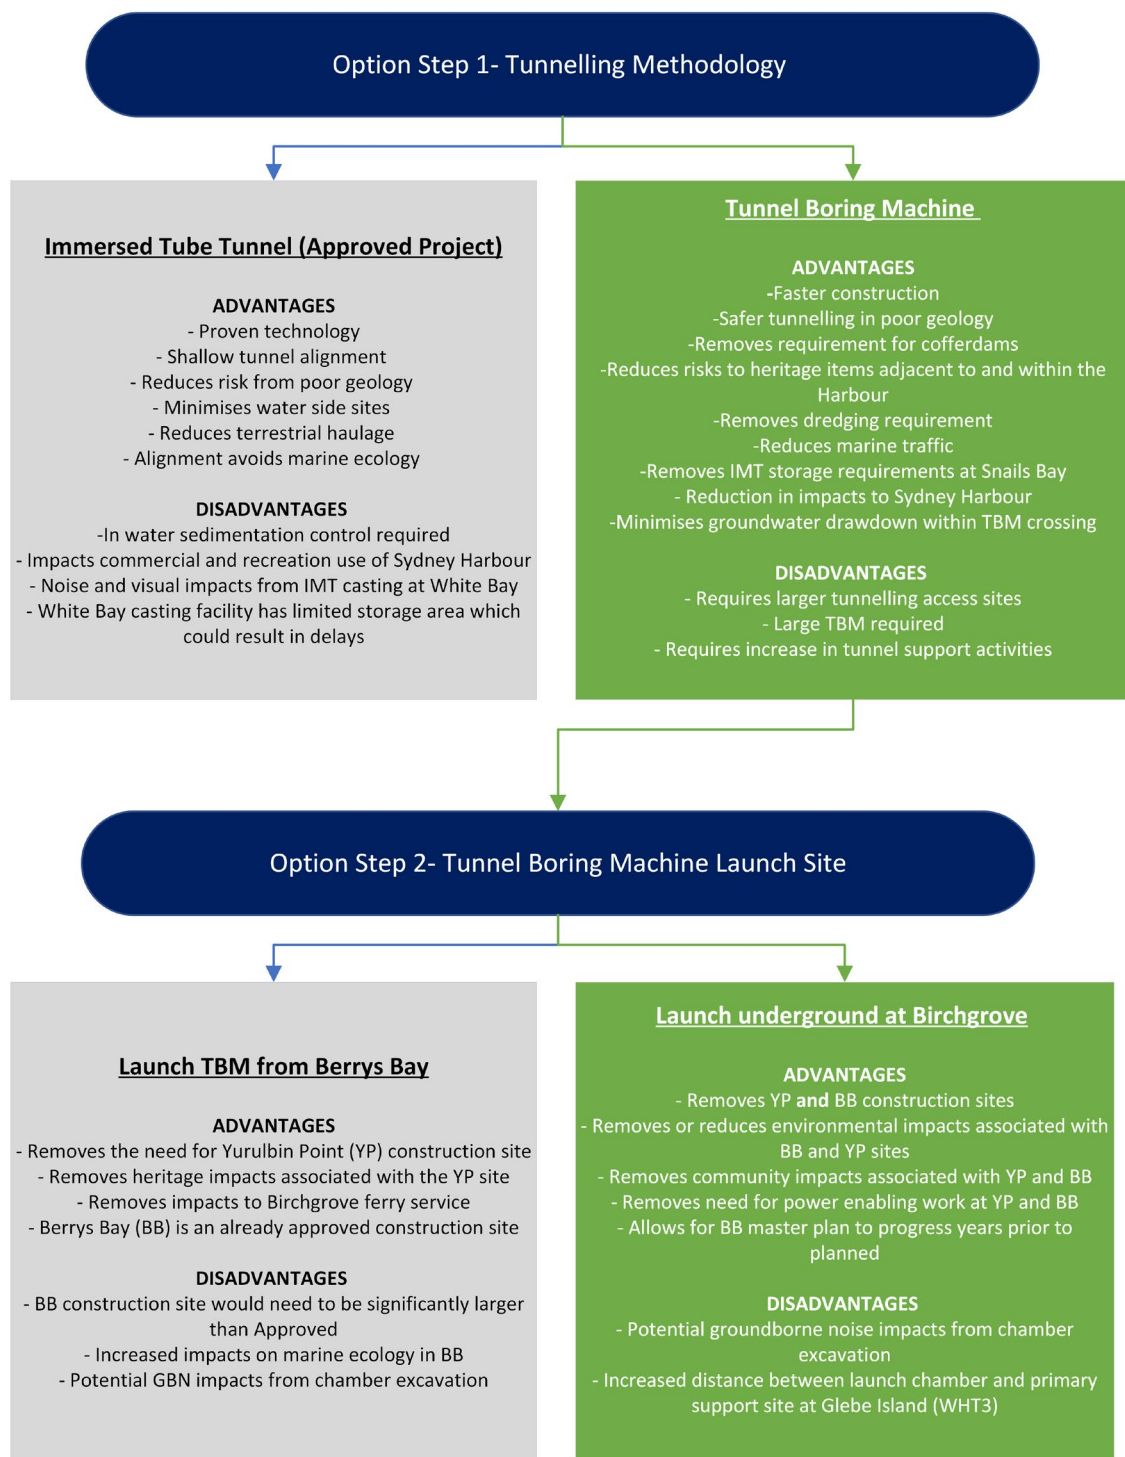 Option Step 1- Tunnelling Methodology
Immersed Tube Tunnel (Approved Project)
ADVANTAGES
- Proven technology
- Shallow tunnel alignment
- Reduces risk from poor geology
- Minimises water side sites
- Reduces terrestrial haulage
- Alignment avoids marine ecology
DISADVANTAGES
-In water sedimentation control required
- Impacts commercial and recreation use of Sydney Harbour
- Noise and visual impacts from IMT casting at White Bay
- White Bay casting facility has limited storage area which
could result in delays
Tunnel Boring Machine
ADVANTAGES
-Faster construction
-Safer tunnelling in poor geology
-Removes requirement for cofferdams
-Reduces risks to heritage items adjacent to and within the
Harbour
-Removes dredging requirement
-Reduces marine traffic
-Removes IMT storage requirements at Snails Bay
- Reduction in impacts to Sydney Harbour
-Minimises groundwater drawdown within TBM crossing
DISADVANTAGES
- Requires larger tunnelling access sites
- Large TBM required
- Requires increase in tunnel support activities
Option Step 2- Tunnel Boring Machine Launch Site
Launch TBM from Berrys Bay
ADVANTAGES
- Removes the need for Yurulbin Point (YP) construction site
- Removes heritage impacts associated with the YP site
- Removes impacts to Birchgrove ferry service
- Berrys Bay (BB) is an already approved construction site
DISADVANTAGES
- BB construction site would need to be significantly larger
than Approved
- Increased impacts on marine ecology in BB
- Potential GBN impacts from chamber excavation
Launch underground at Birchgrove
ADVANTAGES
- Removes YP and BB construction sites
- Removes or reduces environmental impacts associated with
BB and YP sites
- Removes community impacts associated with YP and BB
- Removes need for power enabling work at YP and BB
- Allows for BB master plan to progress years prior to
planned
DISADVANTAGES
- Potential groundborne noise impacts from chamber
excavation
- Increased distance between launch chamber and primary
support site at Glebe Island (WHT3)